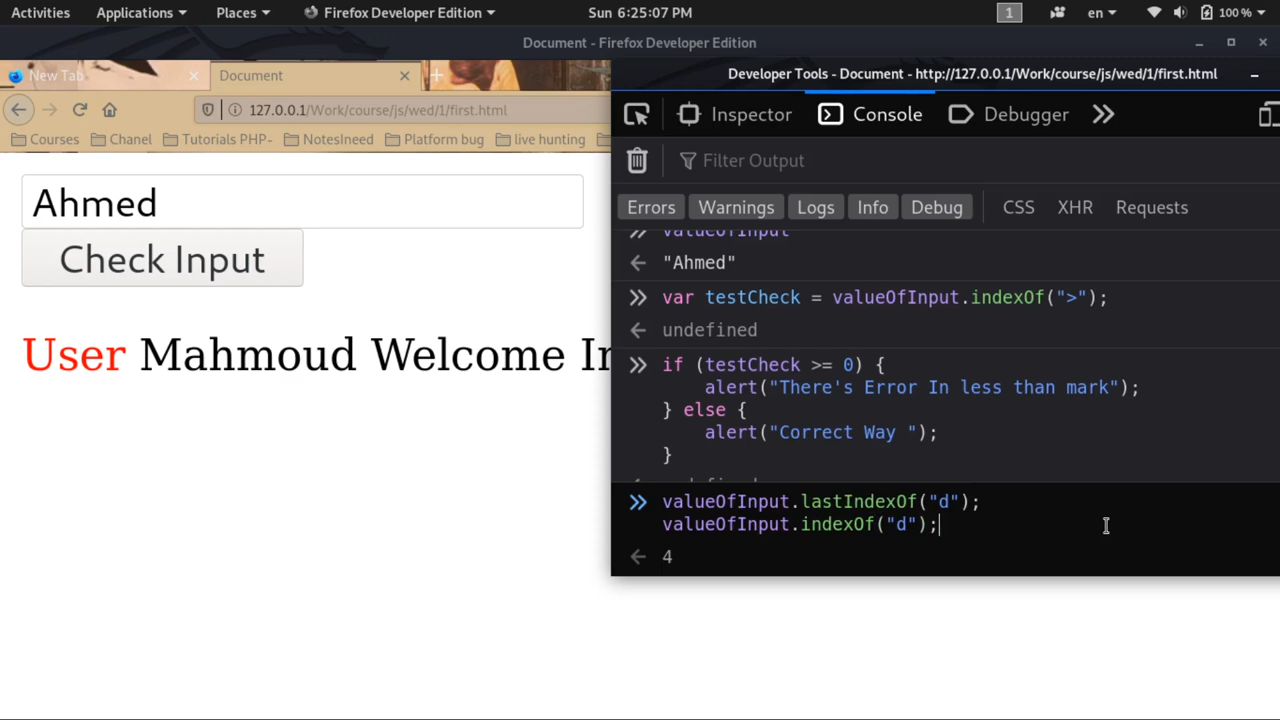 Activities Applications Places Firefox Developer Edition Sun 6:25:07 PM 1 en 100 %
Document - Firefox Developer Edition
New Tab Document
127.0.0.1/Work/course/js/wed/1/first.html
Courses Chanel Tutorials PHP- NotesIneed Platform bug live hunting
Ahmed
Check Input
User Mahmoud Welcome In
Developer Tools - Document - http://127.0.0.1/Work/course/js/wed/1/first.html
Inspector Console Debugger
Filter Output
Errors Warnings Logs Info Debug CSS XHR Requests
valueOfInput
"Ahmed"
var testCheck = valueOfInput.indexOf(">");
undefined
if (testCheck >= 0) {
alert("There's Error In less than mark");
} else {
alert("Correct Way ");
}
undefined
valueOfInput.lastIndexOf("d");
valueOfInput.indexOf("d");
4